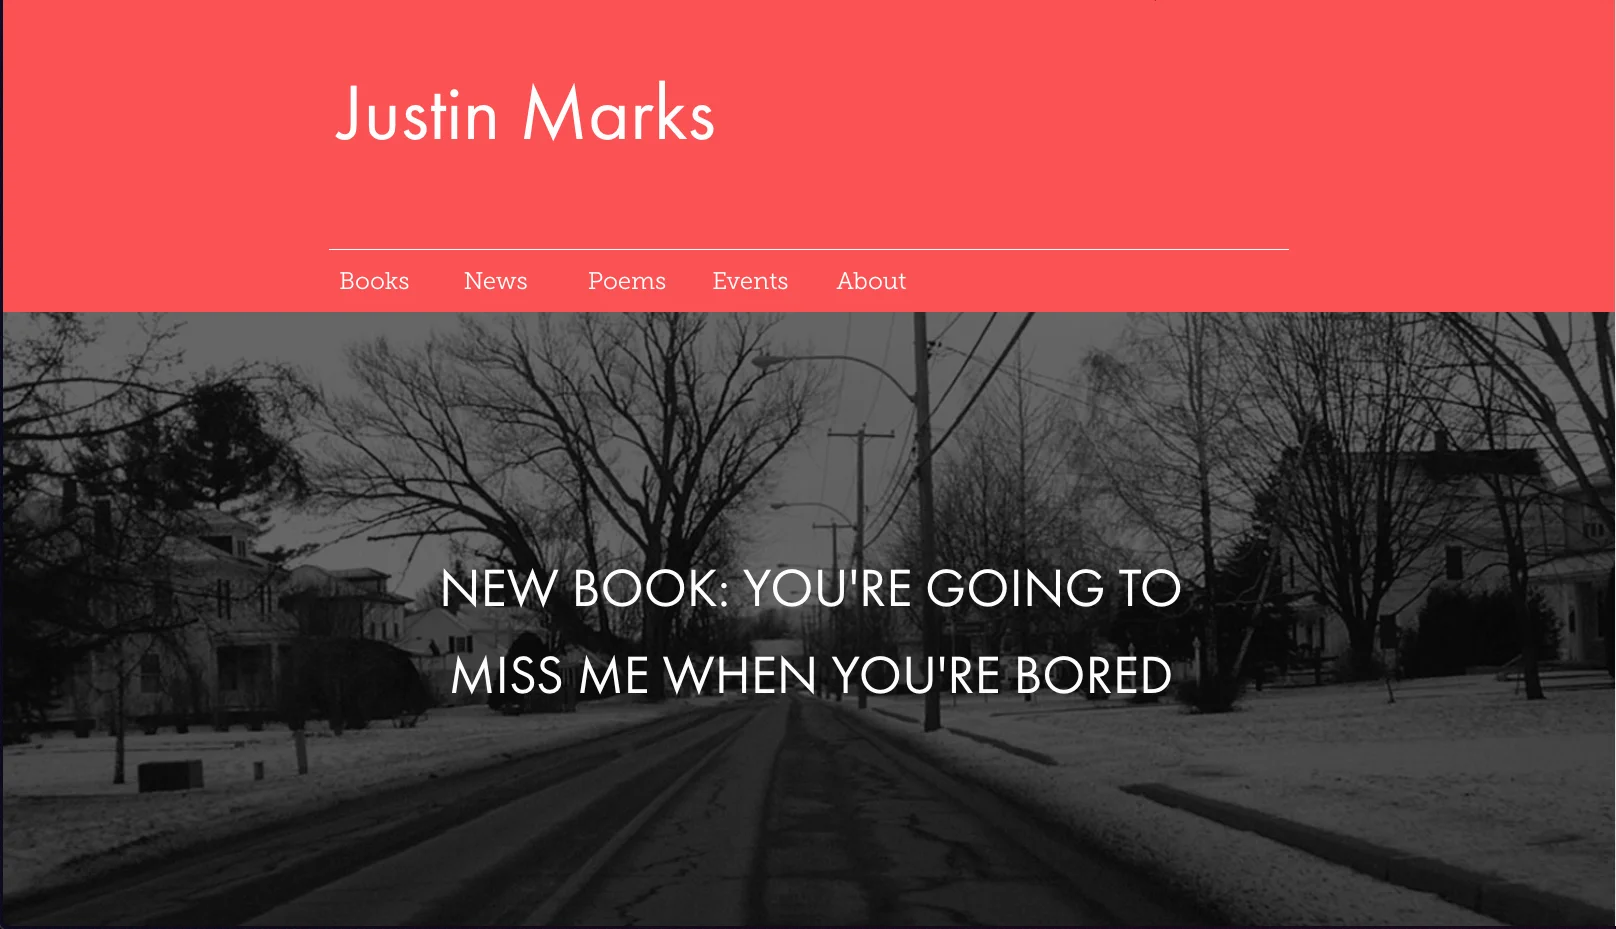 Justin Marks
Books News Poems Events About
NEW BOOK: YOU'RE GOING TO
MISS ME WHEN YOU'RE BORED